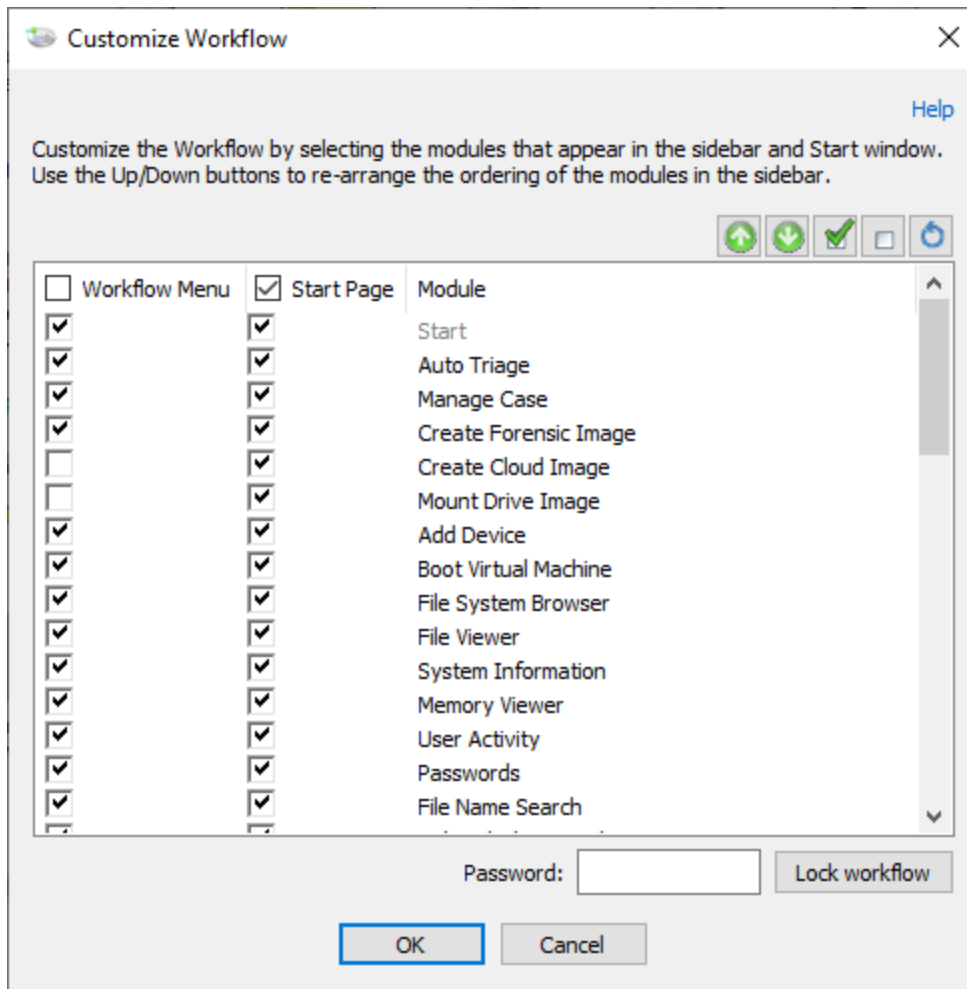 Customize Workflow
Help
Customize the Workflow by selecting the modules that appear in the sidebar and Start window.
Use the Up/Down buttons to re-arrange the ordering of the modules in the sidebar.
Workflow Menu Start Page Module
Start
Auto Triage
Manage Case
Create Forensic Image
Create Cloud Image
Mount Drive Image
Add Device
Boot Virtual Machine
File System Browser
File Viewer
System Information
Memory Viewer
User Activity
Passwords
File Name Search
Password: Lock workflow
OK Cancel